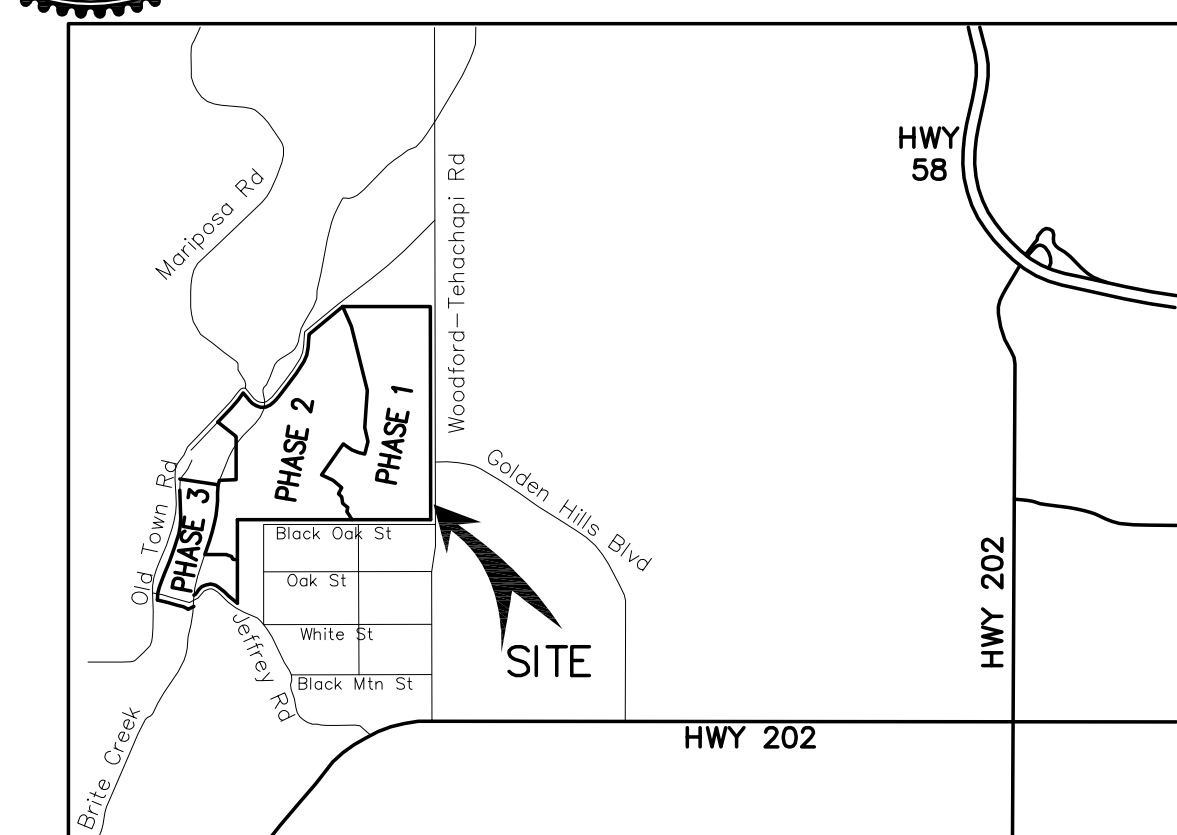 HWY
58
Mariposa Rd
Woodford-Tehachapi Rd
PHASE 1
PHASE 2
PHASE 3
Old Town Rd
Golden Hills Blvd
Black Oak St
Oak St
White St
Black Mtn St
Jeffrey Rd
SITE
HWY 202
HWY 202
Brite Creek